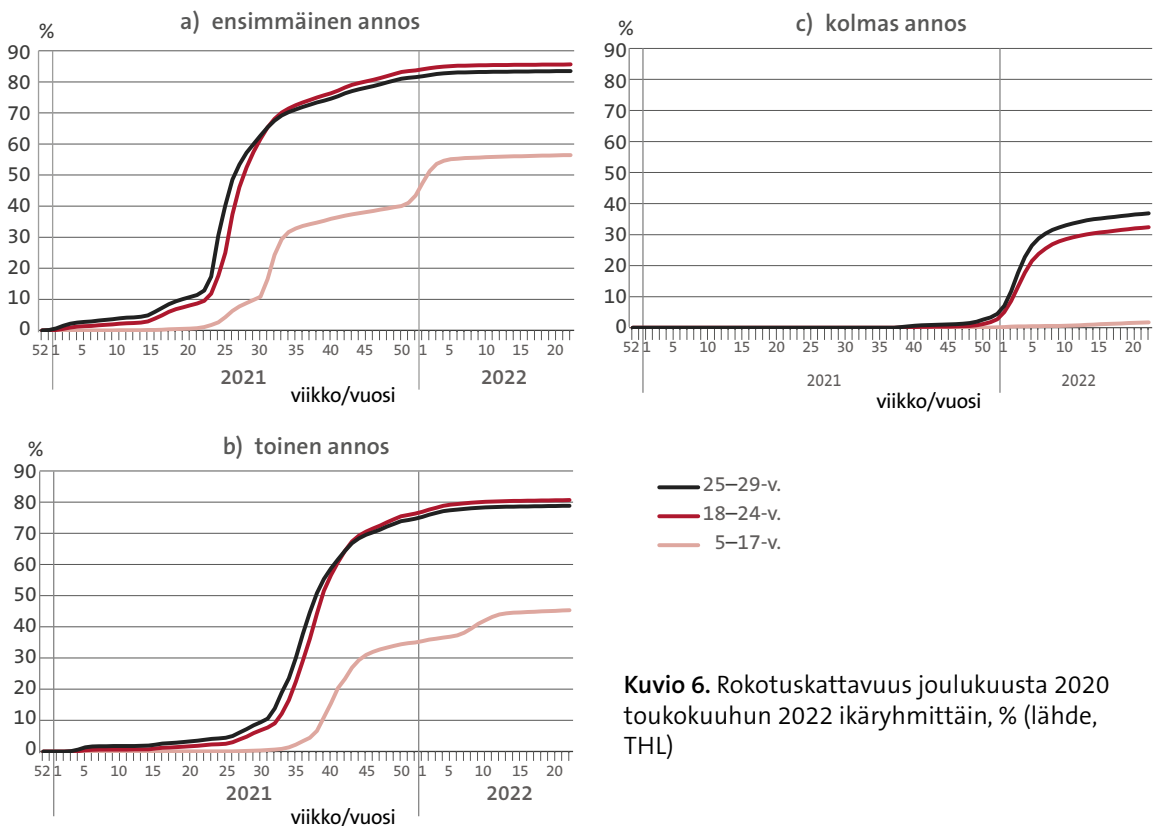 a) ensimmäinen annos
%
90
80
70
60
50
40
30
20
10
0
52 1 5 10 15 20 25 30 35 40 45 50 1 5 10 15 20
2021 2022
viikko/vuosi
c) kolmas annos
%
90
80
70
60
50
40
30
20
10
0
52 1 5 10 15 20 25 30 35 40 45 50 1 5 10 15 20
2021 2022
viikko/vuosi
b) toinen annos
%
90
80
70
60
50
40
30
20
10
0
52 1 5 10 15 20 25 30 35 40 45 50 1 5 10 15 20
2021 2022
viikko/vuosi
25–29-v.
18–24-v.
5–17-v.
Kuvio 6. Rokotuskattavuus joulukuusta 2020
toukokuuhun 2022 ikäryhmittäin, % (lähde,
THL)